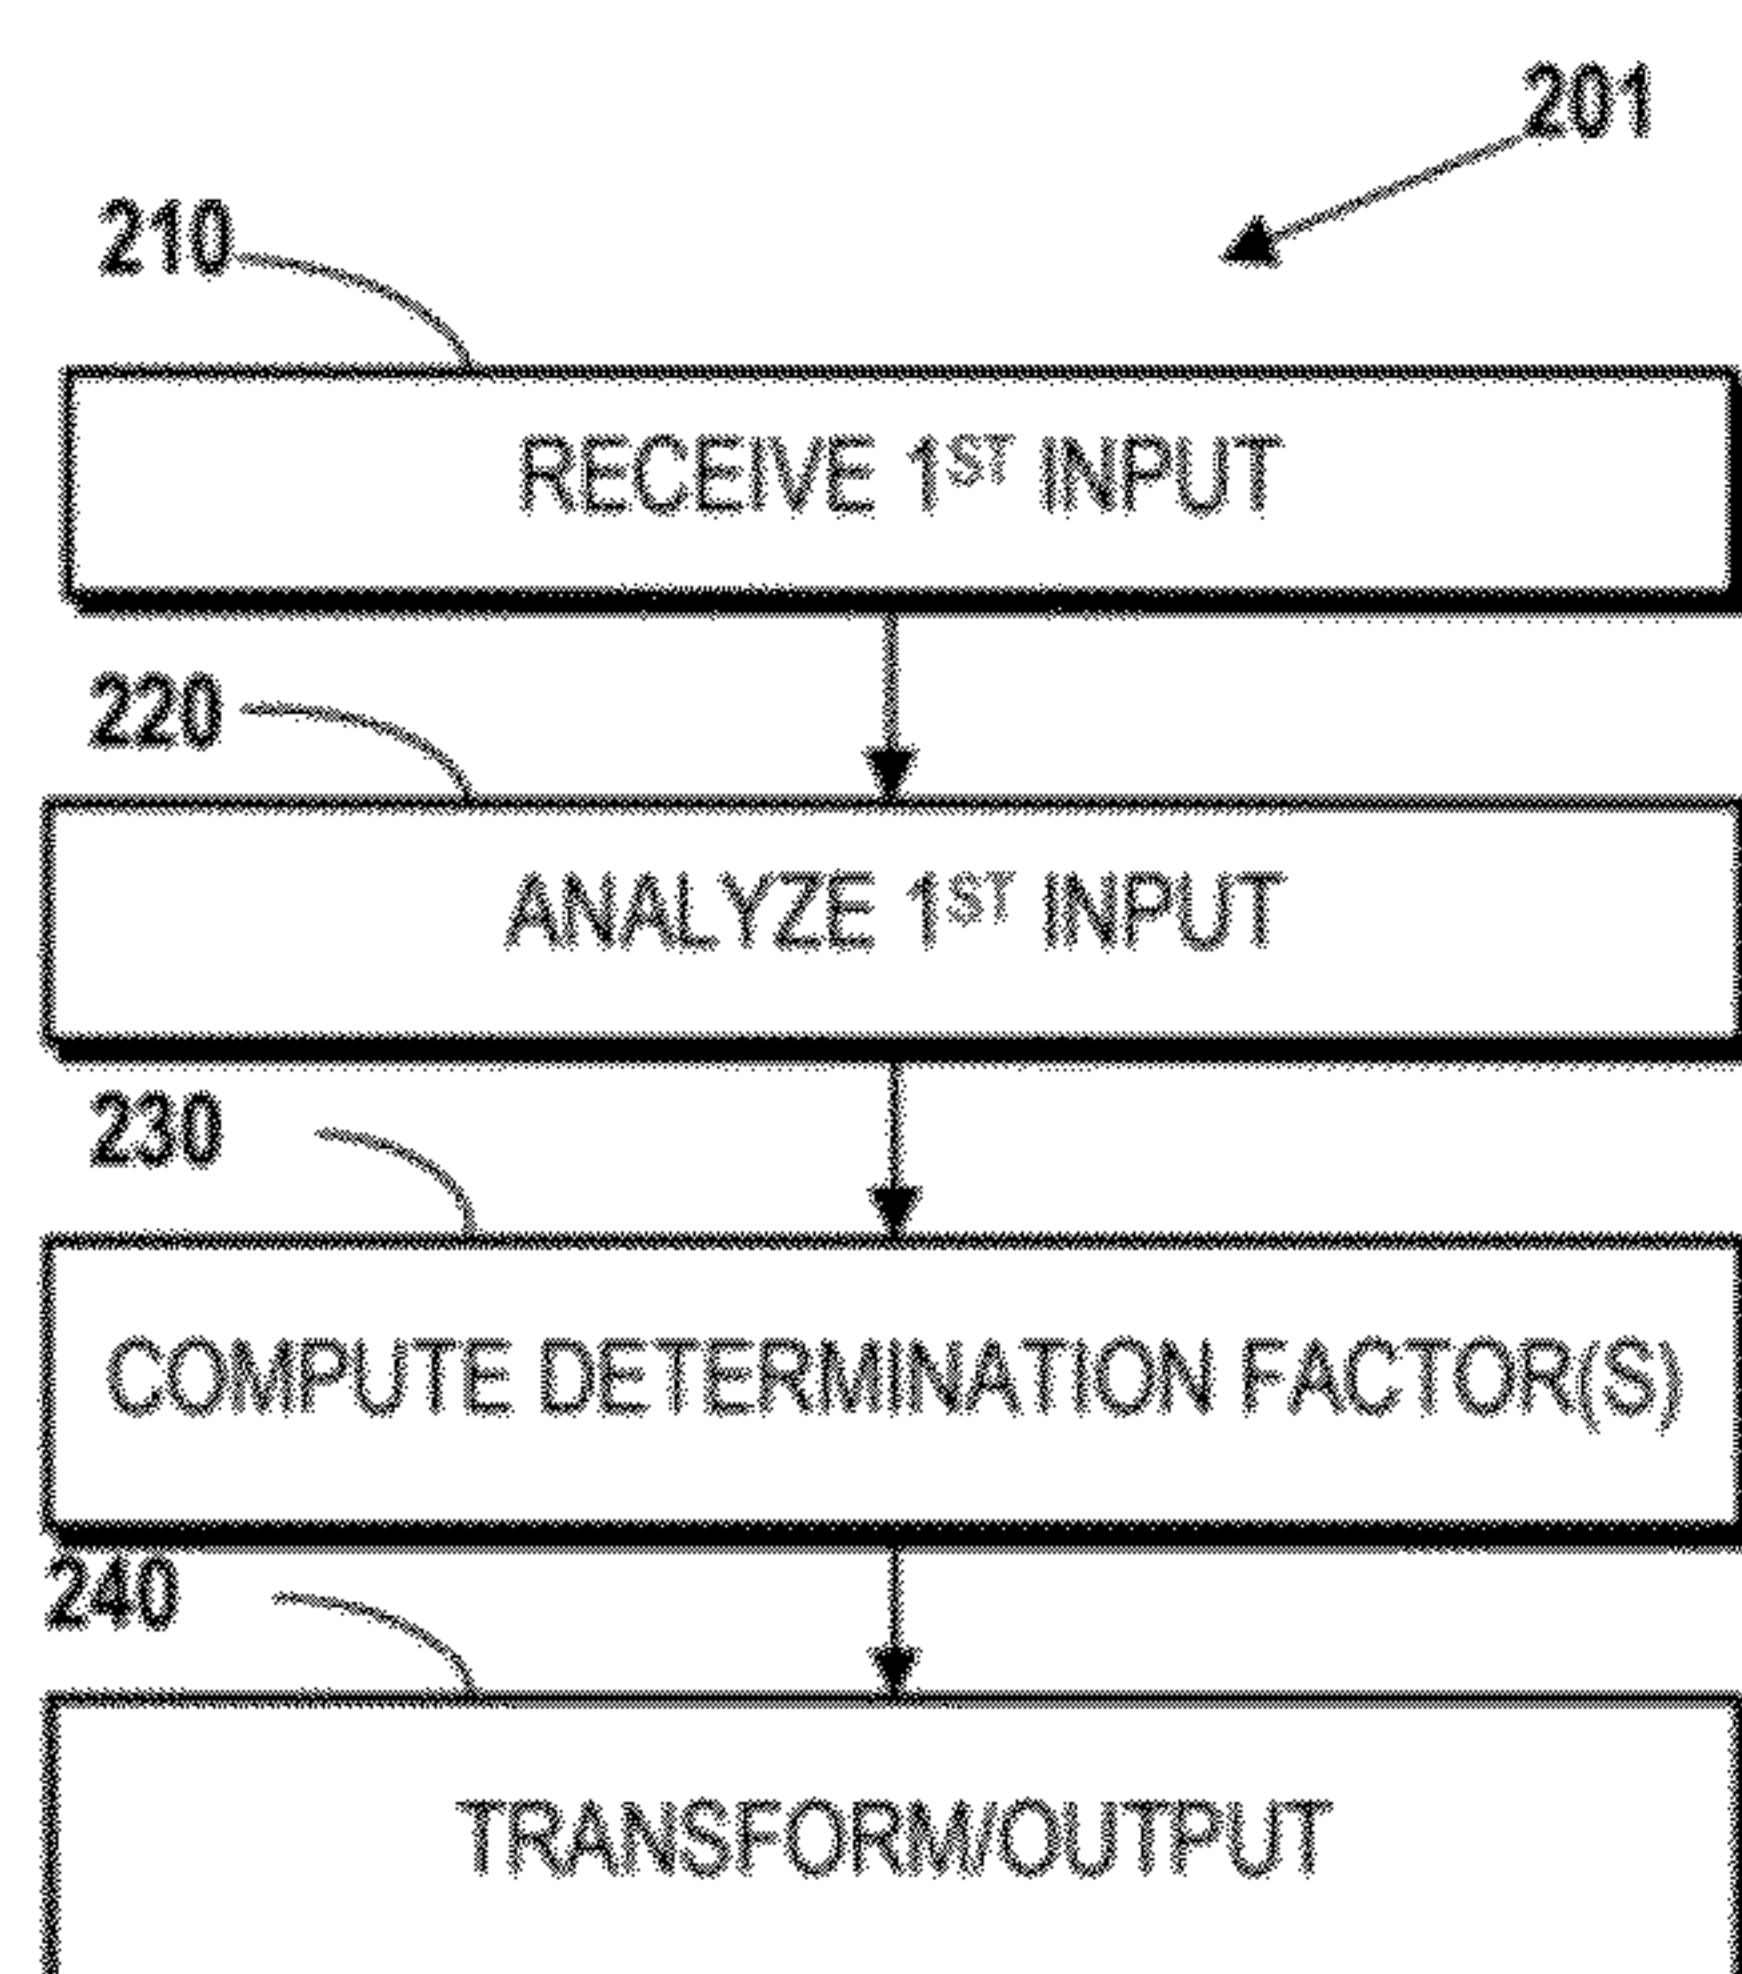 201
210
RECEIVE 1ST INPUT
220
ANALYZE 1ST INPUT
230
COMPUTE DETERMINATION FACTOR(S)
240
TRANSFORM/OUTPUT